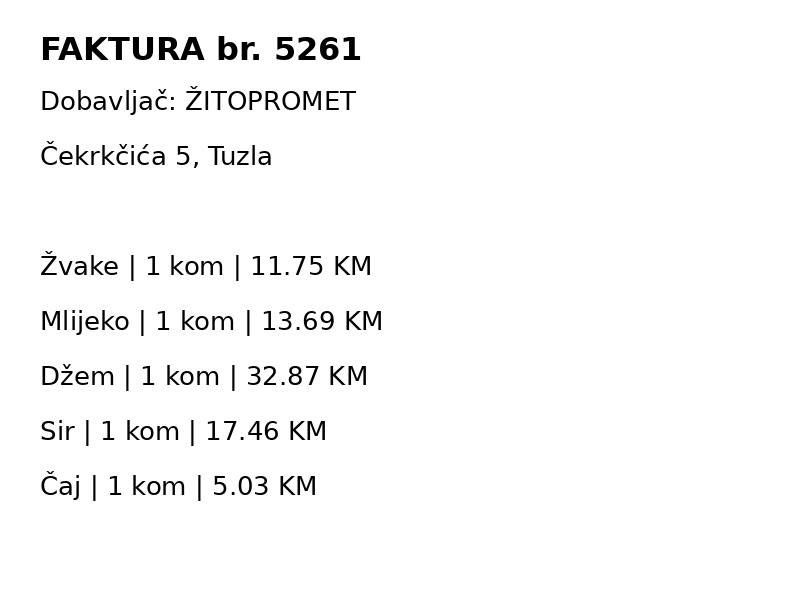 FAKTURA br. 5261
Dobavljač: ŽITOPROMET
Čekrkčića 5, Tuzla
Žvake | 1 kom | 11.75 KM
Mlijeko | 1 kom | 13.69 KM
Džem | 1 kom | 32.87 KM
Sir | 1 kom | 17.46 KM
Čaj | 1 kom | 5.03 KM